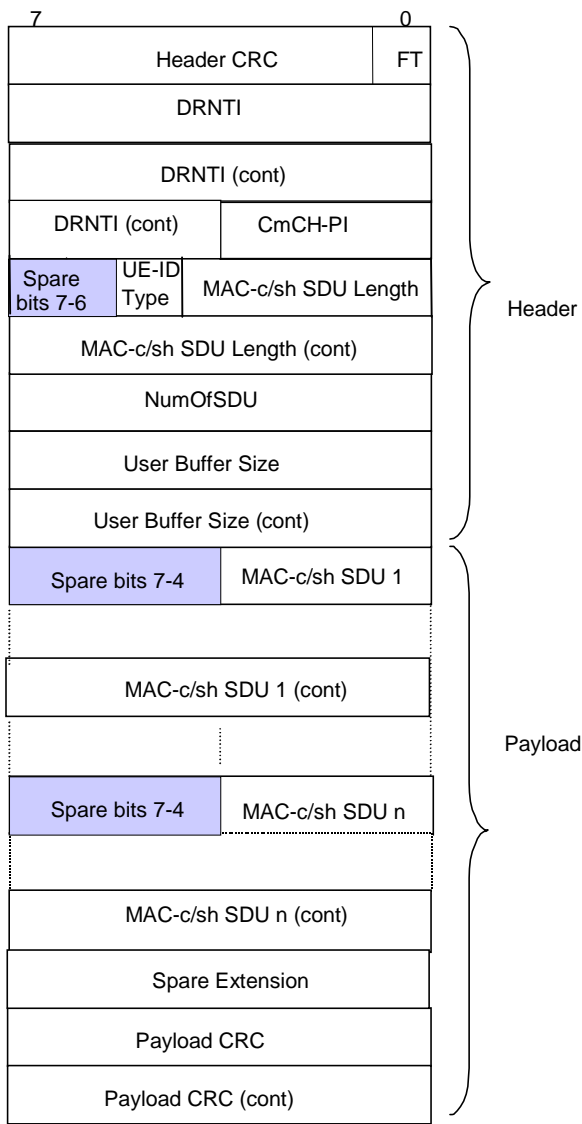 7 0
Header CRC FT
DRNTI
DRNTI (cont)
DRNTI (cont) CmCH-PI
Spare
bits 7-6
UE-ID
Type
MAC-c/sh SDU Length
Header
MAC-c/sh SDU Length (cont)
NumOfSDU
User Buffer Size
User Buffer Size (cont)
Spare bits 7-4 MAC-c/sh SDU 1
MAC-c/sh SDU 1 (cont)
Payload
Spare bits 7-4 MAC-c/sh SDU n
MAC-c/sh SDU n (cont)
Spare Extension
Payload CRC
Payload CRC (cont)